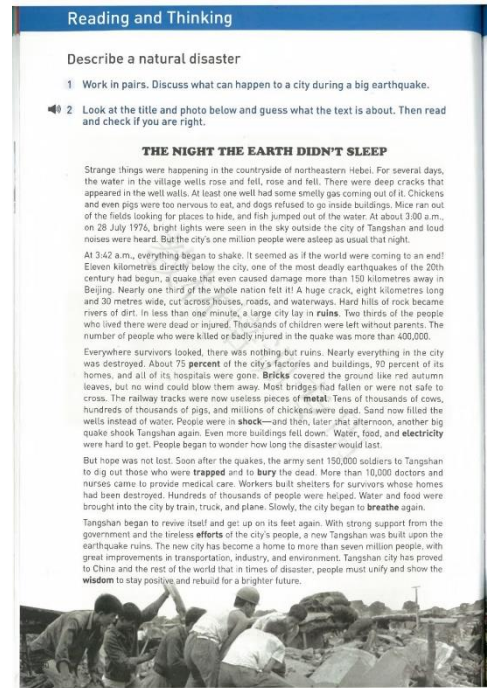 Reading and Thinking
Describe a natural disaster
1 Work in pairs. Discuss what can happen to a city during a big earthquake.
2 Look at the title and photo below and guess what the text is about. Then read
and check if you are right.
THE NIGHT THE EARTH DIDN'T SLEEP
Strange things were happening in the countryside of northeastern Hebei. For several days,
the water in the village wells rose and fell, rose and fell. There were deep cracks that
appeared in the well walls. At least one well had some smelly gas coming out of it. Chickens
and even pigs were too nervous to eat, and dogs refused to go inside buildings. Mice ran out
of the fields looking for places to hide, and fish jumped out of the water. At about 3:00 a.m.,
on 28 July 1976, bright lights were seen in the sky outside the city of Tangshan and loud
noises were heard. But the city's one million people were asleep as usual that night.
At 3:42 a.m., everything began to shake. It seemed as if the world were coming to an end!
Eleven kilometres directly below the city, one of the most deadly earthquakes of the 20th
century had begun, a quake that even caused damage more than 150 kilometres away in
Beijing. Nearly one third of the whole nation felt it! A huge crack, eight kilometres long
and 30 metres wide, cut across houses, roads, and waterways. Hard hills of rock became
rivers of dirt. In less than one minute, a large city lay in ruins. Two thirds of the people
who lived there were dead or injured. Thousands of children were left without parents. The
number of people who were killed or badly injured in the quake was more than 400,000.
Everywhere survivors looked, there was nothing but ruins. Nearly everything in the city
was destroyed. About 75 percent of the city's factories and buildings, 90 percent of its
homes, and all of its hospitals were gone. Bricks covered the ground like red autumn
leaves, but no wind could blow them away. Most bridges had fallen or were not safe to
cross. The railway tracks were now useless pieces of metal. Tens of thousands of cows,
hundreds of thousands of pigs, and millions of chickens were dead. Sand now filled the
wells instead of water. People were in shock—and then, later that afternoon, another big
quake shook Tangshan again. Even more buildings fell down. Water, food, and electricity
were hard to get. People began to wonder how long the disaster would last.
But hope was not lost. Soon after the quakes, the army sent 150,000 soldiers to Tangshan
to dig out those who were trapped and to bury the dead. More than 10,000 doctors and
nurses came to provide medical care. Workers built shelters for survivors whose homes
had been destroyed. Hundreds of thousands of people were helped. Water and food were
brought into the city by train, truck, and plane. Slowly, the city began to breathe again.
Tangshan began to revive itself and get up on its feet again. With strong support from the
government and the tireless efforts of the city's people, a new Tangshan was built upon the
earthquake ruins. The new city has become a home to more than seven million people, with
great improvements in transportation, industry, and environment. Tangshan city has proved
to China and the rest of the world that in times of disaster, people must unify and show the
wisdom to stay positive and rebuild for a brighter future.